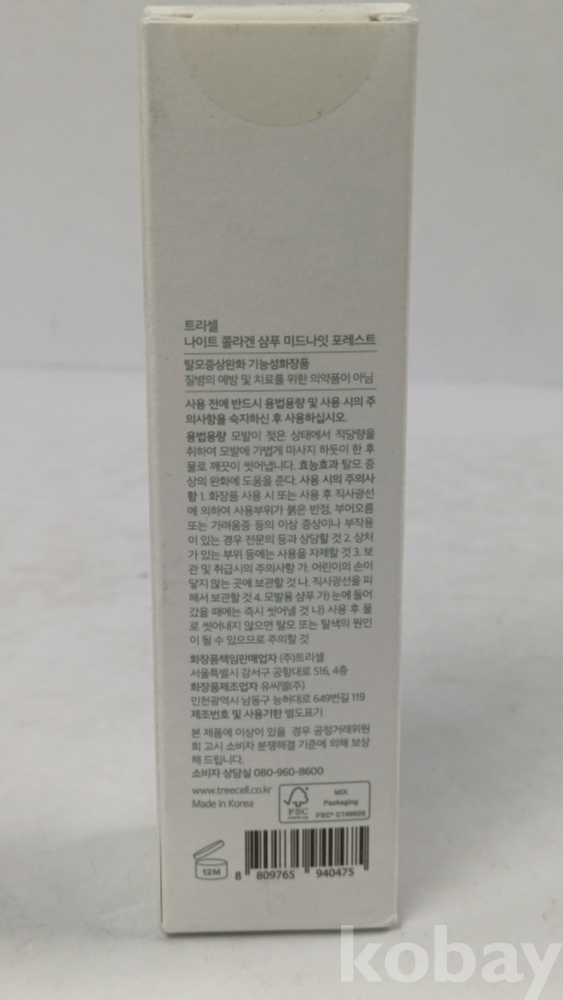 트리셀
나이트 콜라겐 샴푸 미드나잇 포레스트
탈모증상완화 기능성화장품
질병의 예방 및 치료를 위한 의약품이 아님
사용 전에 반드시 용법용량 및 사용 시의 주
의사항을 숙지하신 후 사용하십시오.
용법용량 모발이 젖은 상태에서 적당량을
취하여 모발에 가볍게 마사지 하듯이 한 후
물로 깨끗이 씻어냅니다. 효능효과 탈모 증
상의 완화에 도움을 준다. 사용 시의 주의사
항 1. 화장품 사용 시 또는 사용 후 직사광선
에 의하여 사용부위가 붉은 반점, 부어오름
또는 가려움증 등의 이상 증상이나 부작용
이 있는 경우 전문의 등과 상담할 것 2. 상처
가 있는 부위 등에는 사용을 자제할 것 3. 보
관 및 취급시의 주의사항 가. 어린이의 손이
닿지 않는 곳에 보관할 것 나. 직사광선을 피
해서 보관할 것 4. 모발용 샴푸 가) 눈에 들어
갔을 때에는 즉시 씻어낼 것 나) 사용 후 물
로 씻어내지 않으면 탈모 또는 탈색의 원인
이 될 수 있으므로 주의할 것
화장품책임판매업자 (주)트리셀
서울특별시 강서구 공항대로 516, 4층
화장품제조업자 유씨엘(주)
인천광역시 남동구 능허대로 649번길 119
제조번호 및 사용기한 별도표기
본 제품에 이상이 있을 경우 공정거래위원
회 고시 소비자 분쟁해결 기준에 의해 보상
해 드립니다.
소비자 상담실 080-960-8600
www.treecell.co.kr
Made in Korea
FSC
MIX
Packaging
12M
8 809765 940475
kobay